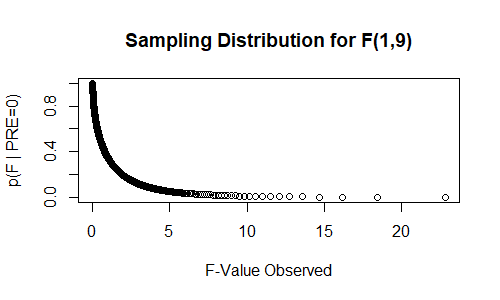 Sampling Distribution for F(1,9)
p(F | PRE=0)
0.8
0.4
0.0
0 5 10 15 20
F-Value Observed